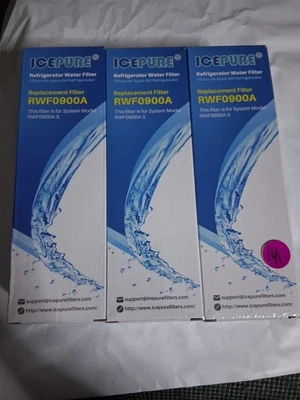 ICEPURE®
Refrigerator Water Filter
Replacement Filter
RWF0900A
This filter is for System Model
RWF0900A-S
support@icepurefilters.com
http://www.icepurefilters.com
ICEPURE®
Refrigerator Water Filter
Replacement Filter
RWF0900A
This filter is for System Model
RWF0900A-S
support@icepurefilters.com
http://www.icepurefilters.com
ICEPURE®
Refrigerator Water Filter
Replacement Filter
RWF0900A
This filter is for System Model
RWF0900A-S
support@icepurefilters.com
http://www.icepurefilters.com